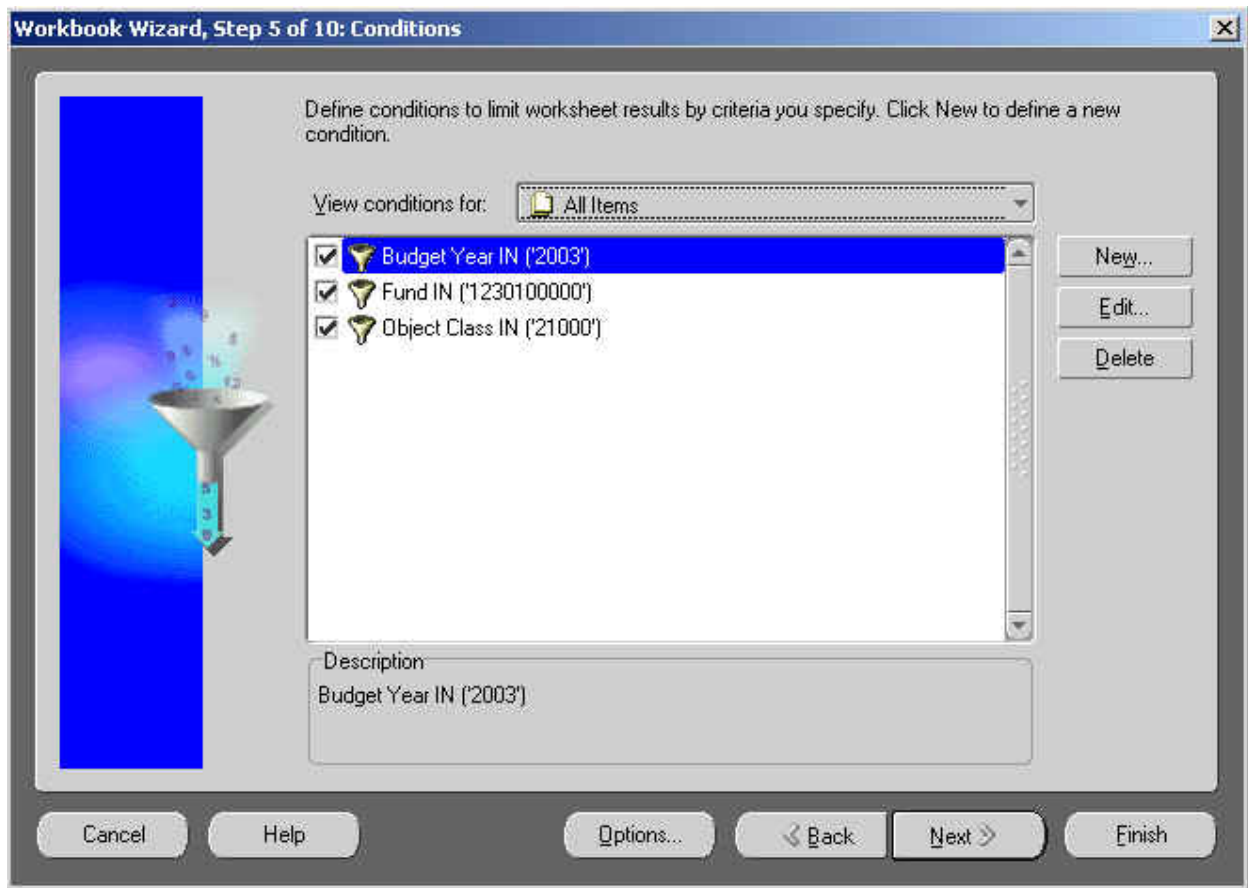 Workbook Wizard, Step 5 of 10: Conditions
Define conditions to limit worksheet results by criteria you specify. Click New to define a new
condition.
View conditions for:
All Items
Budget Year IN ('2003')
New...
Fund IN ('1230100000')
Edit...
Object Class IN ('21000')
Delete
Description
Budget Year IN ('2003')
Cancel
Help
Options...
Back
Next
Finish